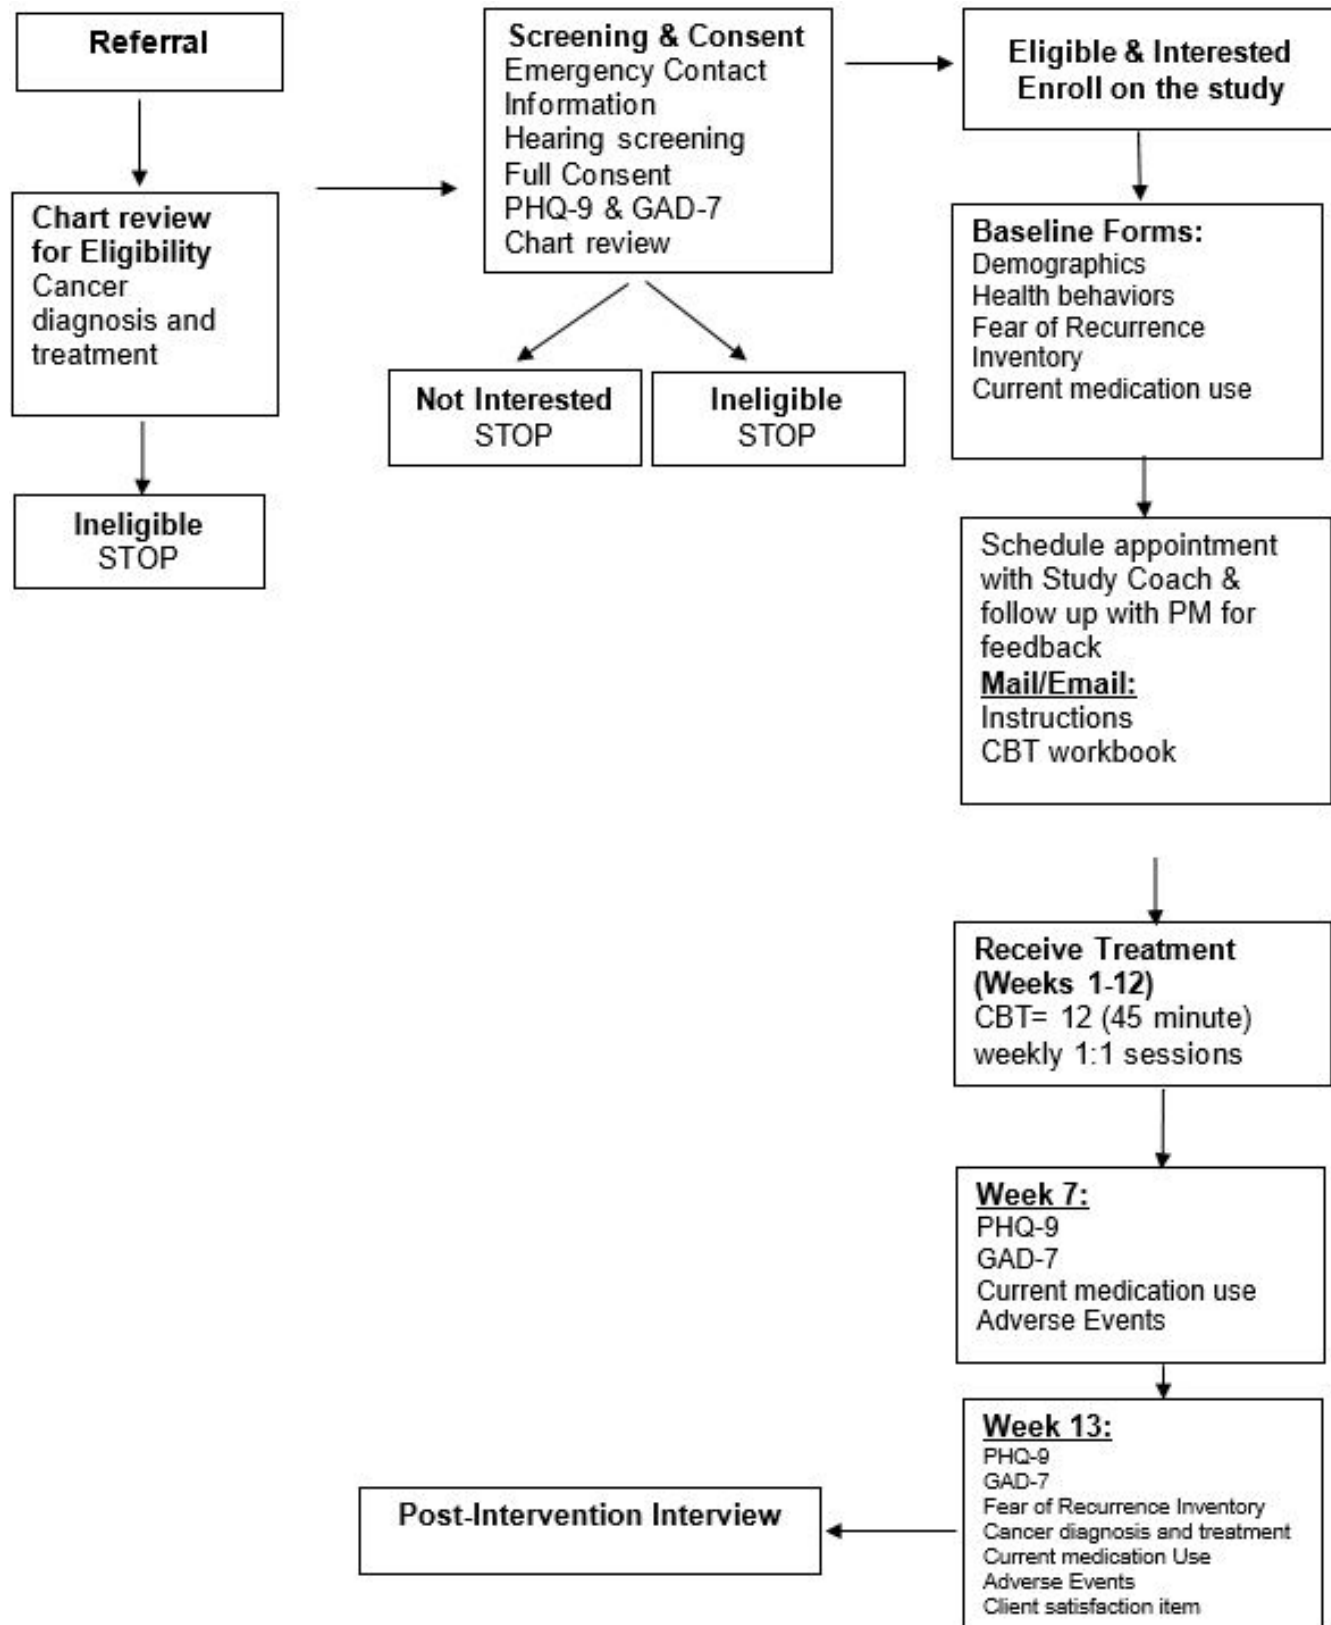 Referral
Chart review
for Eligibility
Cancer
diagnosis and
treatment
Ineligible
STOP
Screening & Consent
Emergency Contact
Information
Hearing screening
Full Consent
PHQ-9 & GAD-7
Chart review
Not Interested
STOP
Ineligible
STOP
Eligible & Interested
Enroll on the study
Baseline Forms:
Demographics
Health behaviors
Fear of Recurrence
Inventory
Current medication use
Schedule appointment
with Study Coach &
follow up with PM for
feedback
Mail/Email:
Instructions
CBT workbook
Receive Treatment
(Weeks 1-12)
CBT= 12 (45 minute)
weekly 1:1 sessions
Week 7:
PHQ-9
GAD-7
Current medication use
Adverse Events
Week 13:
PHQ-9
GAD-7
Fear of Recurrence Inventory
Cancer diagnosis and treatment
Current medication Use
Adverse Events
Client satisfaction item
Post-Intervention Interview